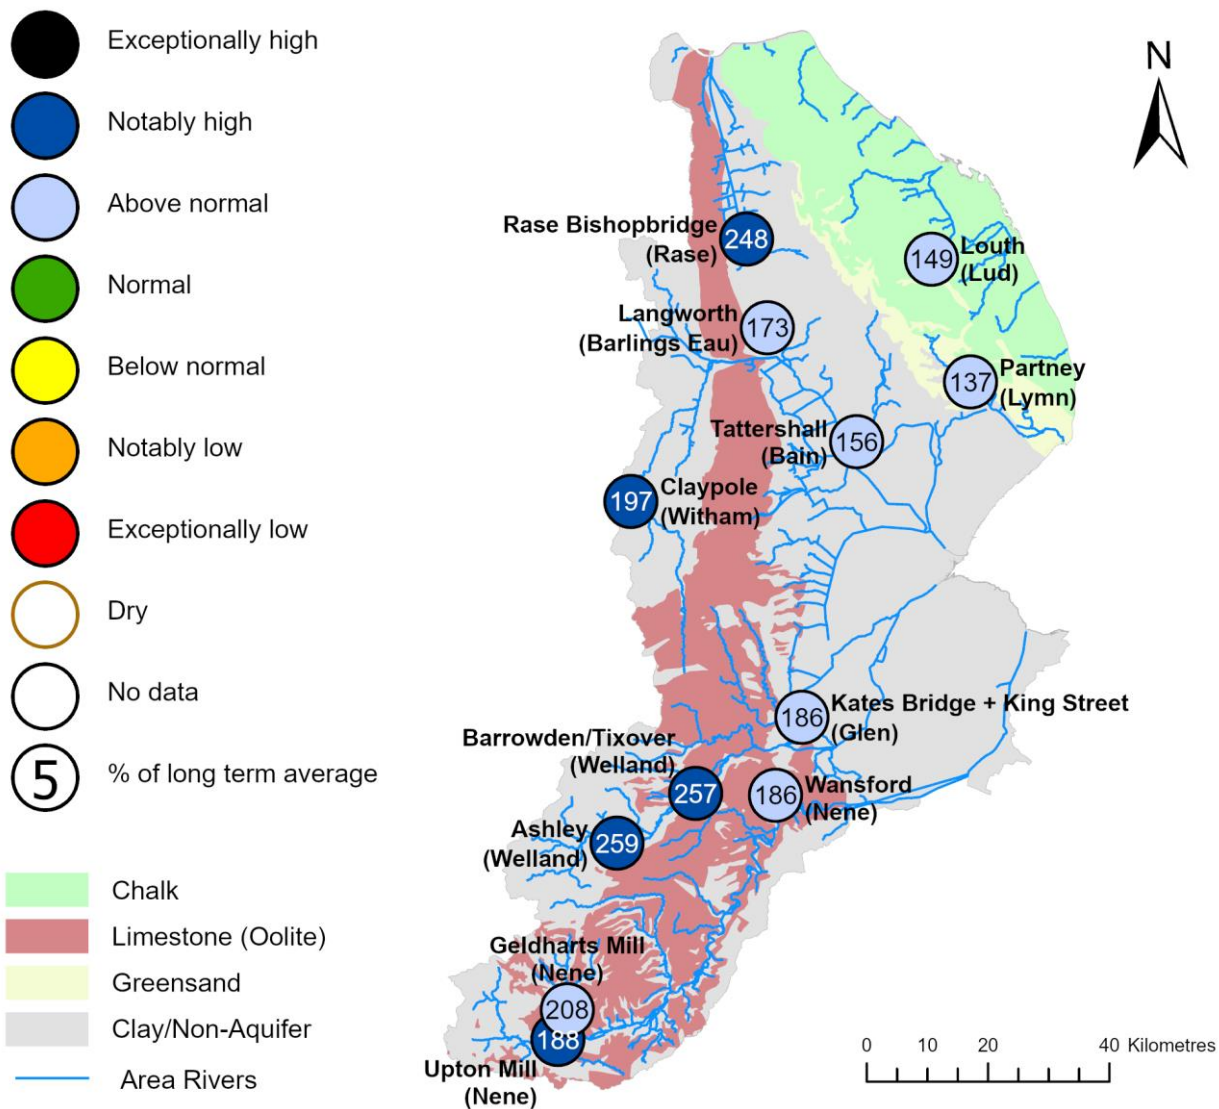 Exceptionally high
Notably high
Above normal
Normal
Below normal
Notably low
Exceptionally low
Dry
No data
5
% of long term average
Chalk
Limestone (Oolite)
Greensand
Clay/Non-Aquifer
Area Rivers
N
Rase Bishopbridge
(Rase)
248
149
Louth
(Lud)
Langworth
(Barlings Eau)
173
137
Partney
(Lymn)
Tattershall
(Bain)
156
197
Claypole
(Witham)
186
Kates Bridge + King Street
(Glen)
Barrowden/Tixover
(Welland)
257
186
Wansford
(Nene)
Ashley
(Welland)
259
Geldharts Mill
(Nene)
208
188
Upton Mill
(Nene)
0 10 20 40 Kilometres